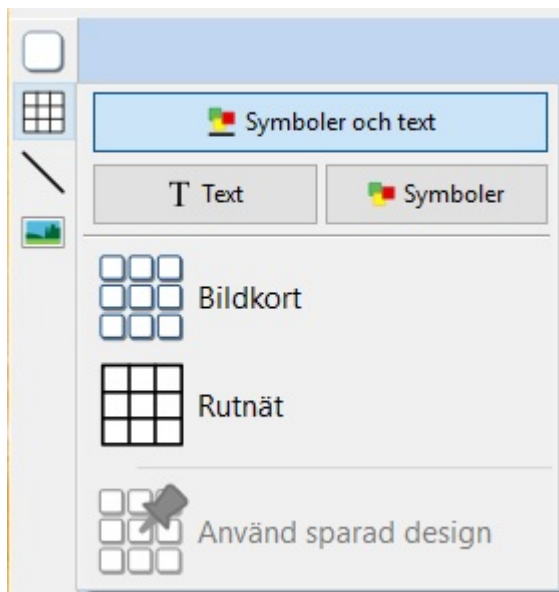 Symboler och text
T Text
Symboler
Bildkort
Rutnät
Använd sparad design